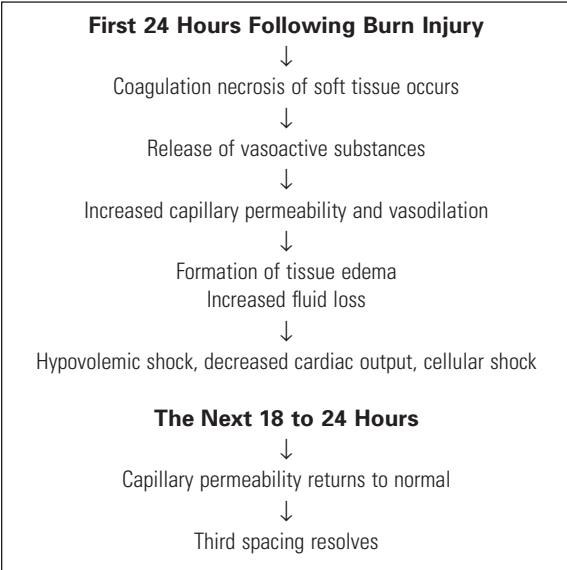 First 24 Hours Following Burn Injury
↓
Coagulation necrosis of soft tissue occurs
↓
Release of vasoactive substances
↓
Increased capillary permeability and vasodilation
↓
Formation of tissue edema
Increased fluid loss
↓
Hypovolemic shock, decreased cardiac output, cellular shock
The Next 18 to 24 Hours
↓
Capillary permeability returns to normal
↓
Third spacing resolves